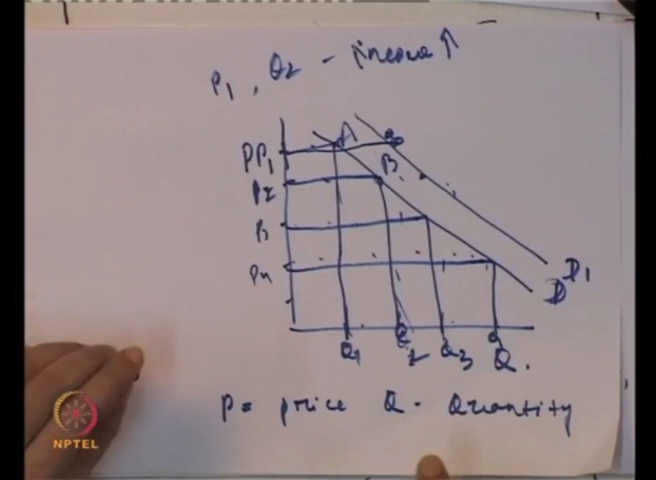 P1, Q2 - income ↑
A
PP1
B
P2
P3
P4
D1
D
Q1 Q2 Q3 Q.
P= price Q - Quantity
NPTEL